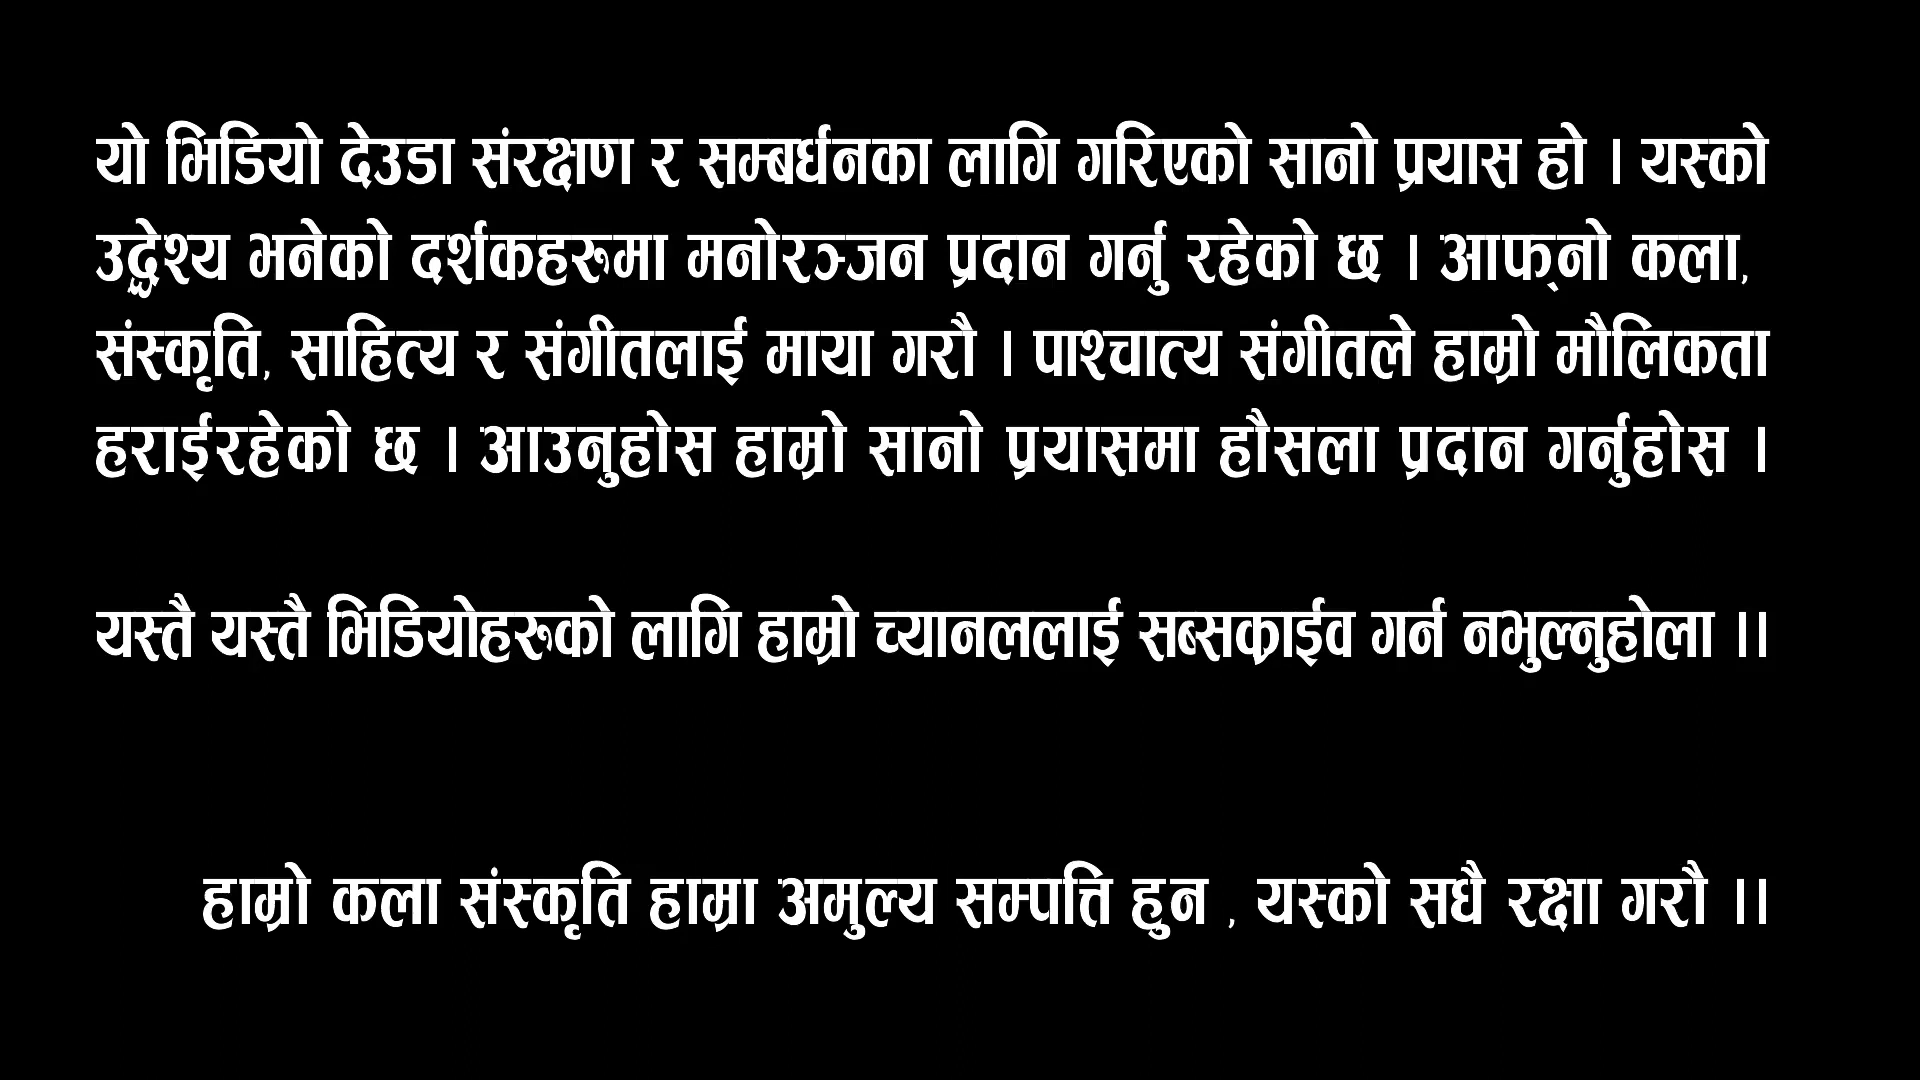 यो भिडियो देउडा संरक्षण र सम्बर्धनका लागि गरिएको सानो प्रयास हो । यस्को
उद्धेश्य भनेको दर्शकहरुमा मनोरञ्जन प्रदान गर्नु रहेको छ । आफ्‌नो कला,
संस्कृति, साहित्य र संगीतलाई माया गरौ । पाश्चात्य संगीतले हाम्रो मौलिकता
हराईरहेको छ । आउनुहोस हाम्रो सानो प्रयासमा हौसला प्रदान गर्नुहोस ।
यस्तै यस्तै भिडियोहरुको लागि हाम्रो च्यानललाई सब्सक्राईव गर्न नभुल्नुहोला ।।
हाम्रो कला संस्कृति हाम्रा अमुल्य सम्पत्ति हुन , यस्को सधै रक्षा गरौ ।।